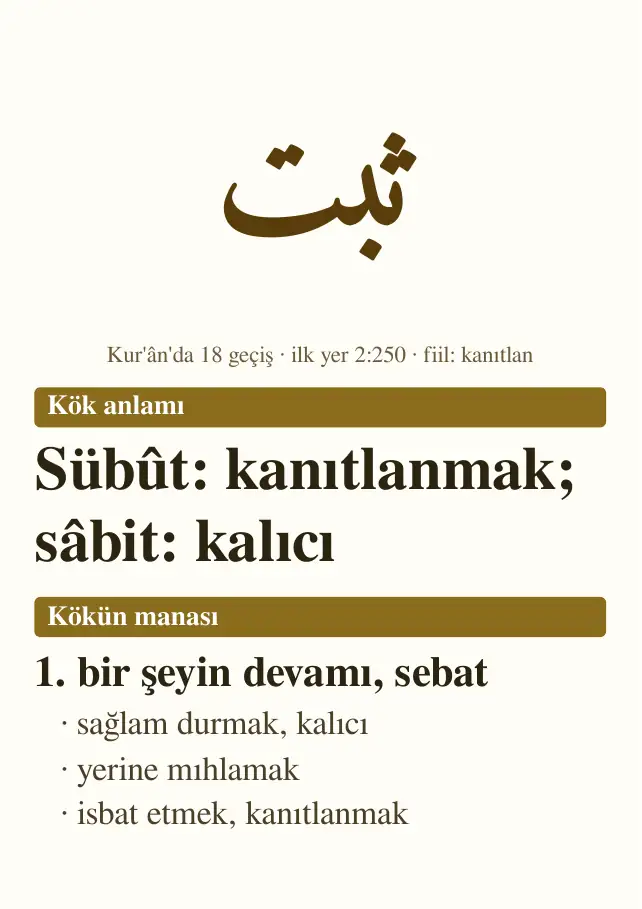 ثبت
Kur'ân'da 18 geçiş · ilk yer 2:250 · fiil: kanıtlan
Kök anlamı
Sübût: kanıtlanmak;
sâbit: kalıcı
Kökün manası
1. bir şeyin devamı, sebat
· sağlam durmak, kalıcı
· yerine mıhlamak
· isbat etmek, kanıtlanmak